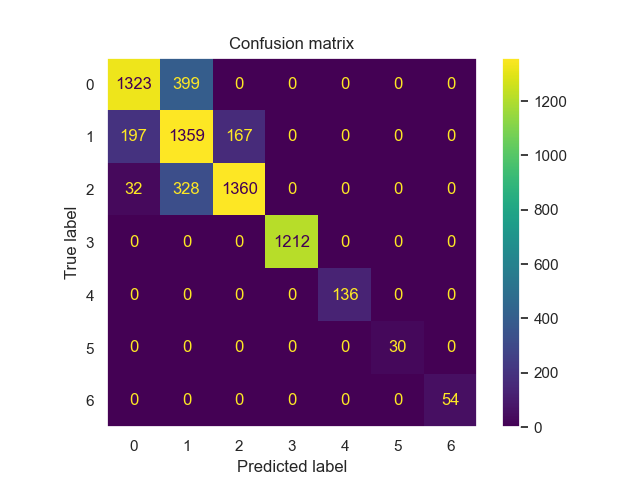 Confusion matrix
True label
0 1323 399 0 0 0 0 0
1 197 1359 167 0 0 0 0
2 32 328 1360 0 0 0 0
3 0 0 0 1212 0 0 0
4 0 0 0 0 136 0 0
5 0 0 0 0 0 30 0
6 0 0 0 0 0 0 54
0 1 2 3 4 5 6
Predicted label
1200
1000
800
600
400
200
0